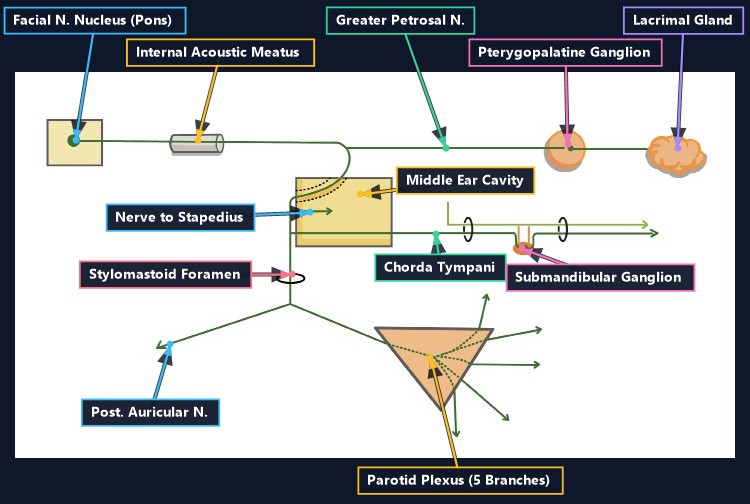 Facial N. Nucleus (Pons)
Greater Petrosal N.
Lacrimal Gland
Internal Acoustic Meatus
Pterygopalatine Ganglion
Middle Ear Cavity
Nerve to Stapedius
Stylomastoid Foramen
Chorda Tympani
Submandibular Ganglion
Post. Auricular N.
Parotid Plexus (5 Branches)